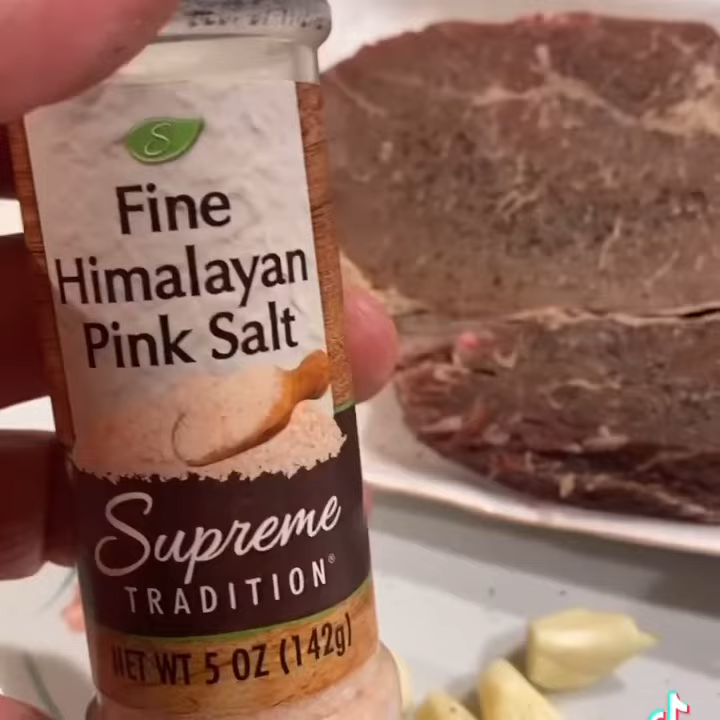 S
Fine
Himalayan
Pink Salt
Supreme
TRADITION®
NET WT 5 OZ (142g)